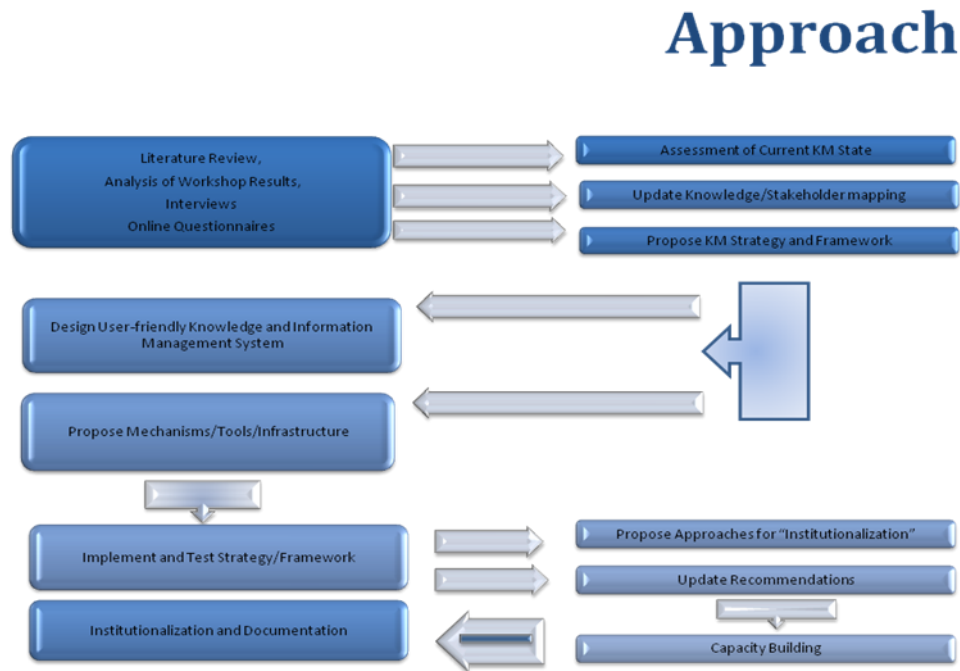 Approach
Literature Review,
Analysis of Workshop Results,
Interviews
Online Questionnaires
Assessment of Current KM State
Update Knowledge/Stakeholder mapping
Propose KM Strategy and Framework
Design User-friendly Knowledge and Information
Management System
Propose Mechanisms/Tools/Infrastructure
Implement and Test Strategy/Framework
Propose Approaches for “Institutionalization”
Update Recommendations
Institutionalization and Documentation
Capacity Building